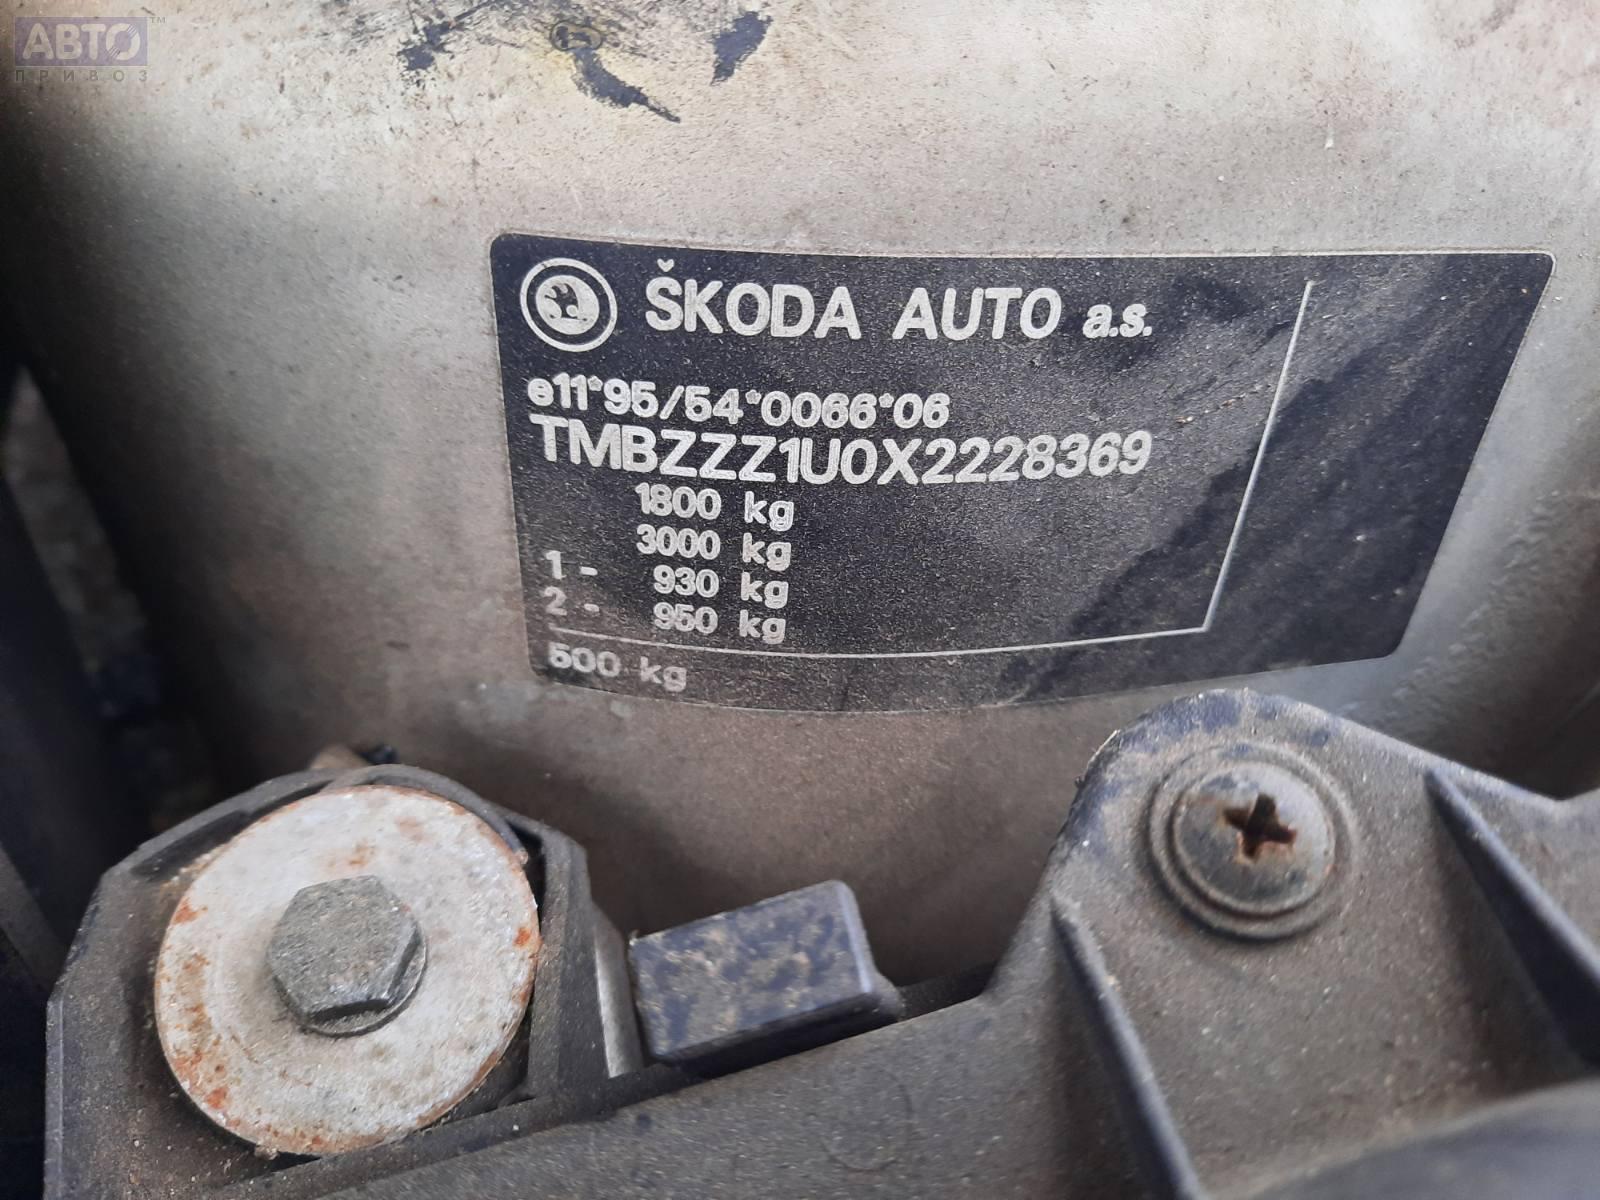 АВТО™
ПРИВОЗ
ŠKODA AUTO a.s.
e11*95/54*0066*06
TMBZZZ1U0X2228369
1800 kg
3000 kg
1- 930 kg
2- 950 kg
500 kg